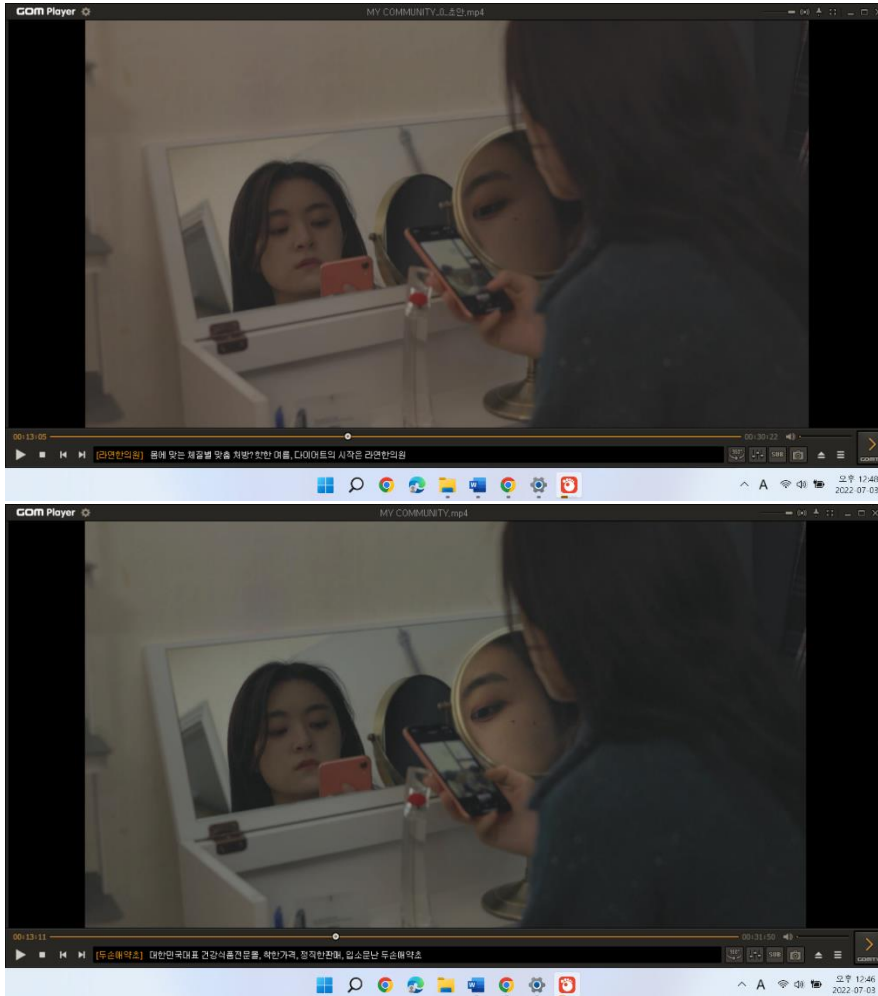 GOM Player
MY COMMUNITY_0_초안.mp4
00:13:05
00:30:22
[라연한의원] 몸에 맞는 체질별 맞춤 처방? 핫한 여름, 다이어트의 시작은 라연한의원
360°
SUB
A
오후 12:48
2022-07-03
GOM Player
MY COMMUNITY.mp4
00:13:11
00:31:50
[두손애약초] 대한민국대표 건강식품전문몰, 착한가격, 정직한판매, 입소문난 두손애약초
360°
SUB
A
오후 12:46
2022-07-03